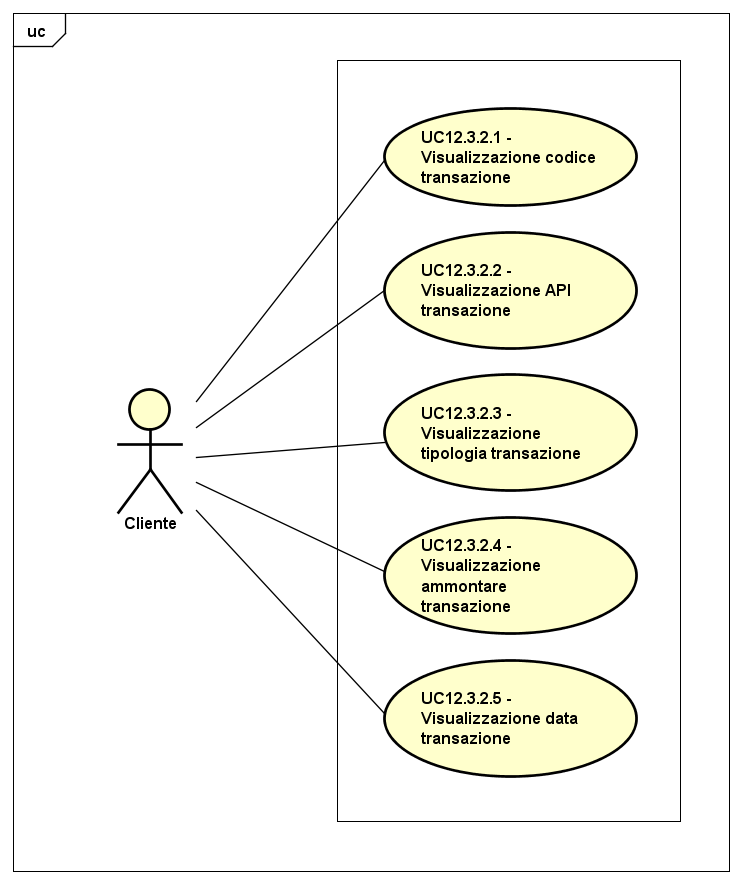 uc
UC12.3.2.1 -
Visualizzazione codice
transazione
UC12.3.2.2 -
Visualizzazione API
transazione
UC12.3.2.3 -
Visualizzazione
tipologia transazione
Cliente
UC12.3.2.4 -
Visualizzazione
ammontare
transazione
UC12.3.2.5 -
Visualizzazione data
transazione